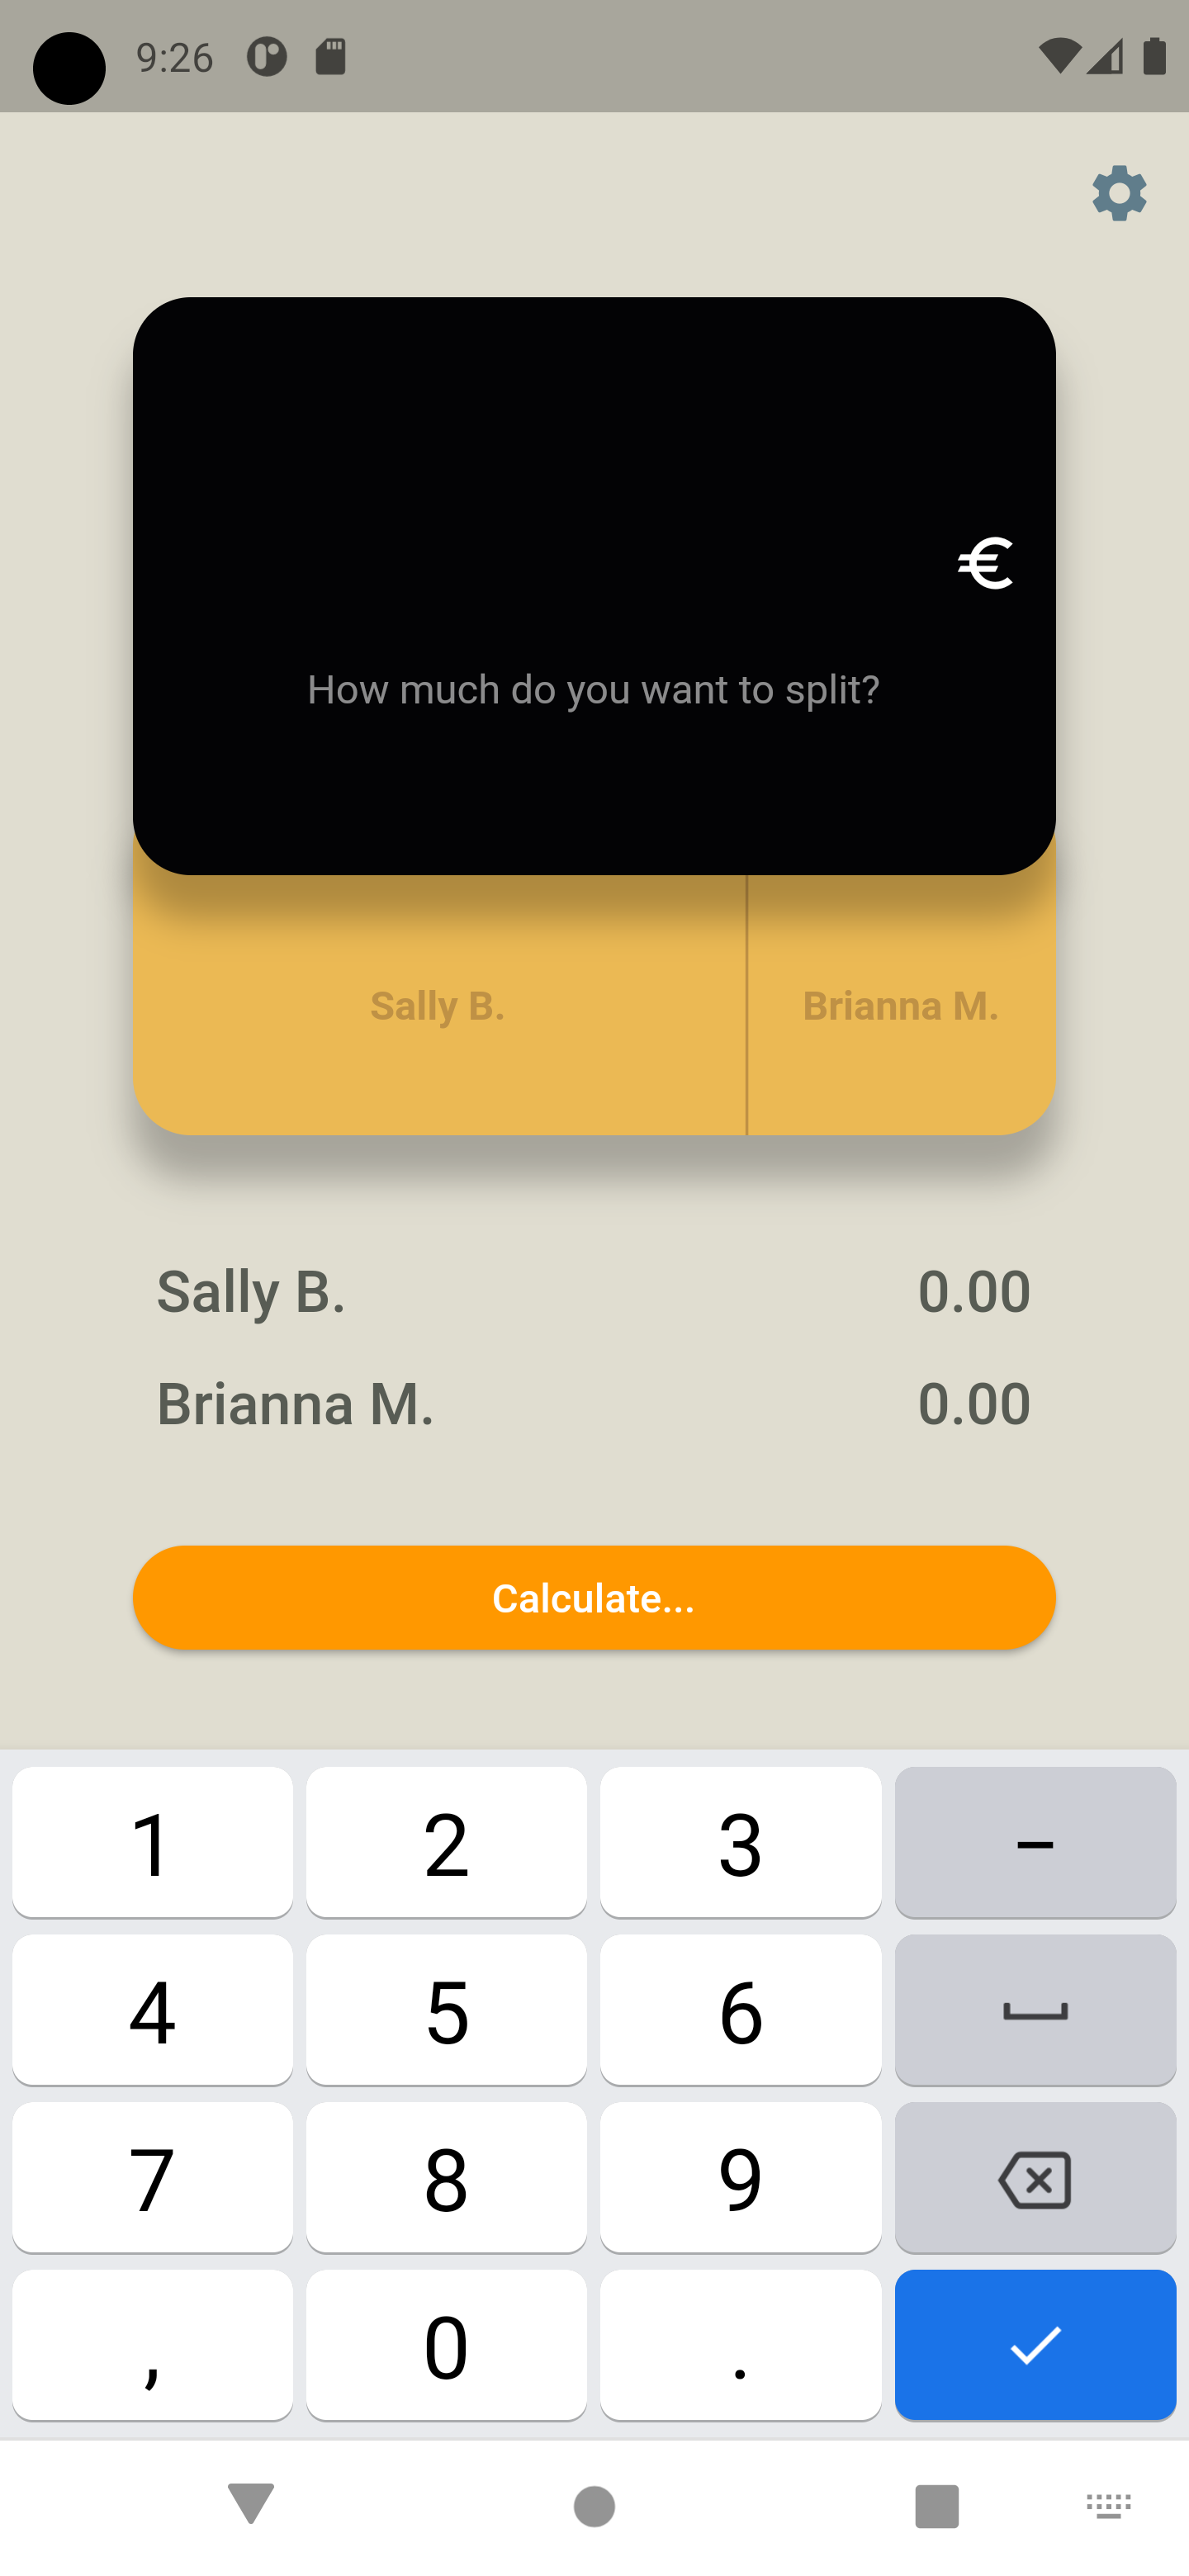 9:26
€
How much do you want to split?
Sally B. Brianna M.
Sally B. 0.00
Brianna M. 0.00
Calculate...
1 2 3 –
4 5 6
7 8 9
, 0 .